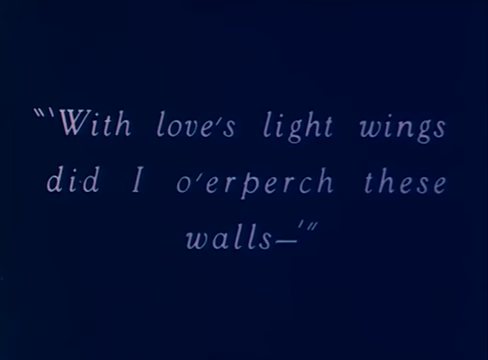 "'With love's light wings
did I o'erperch these
walls—'"